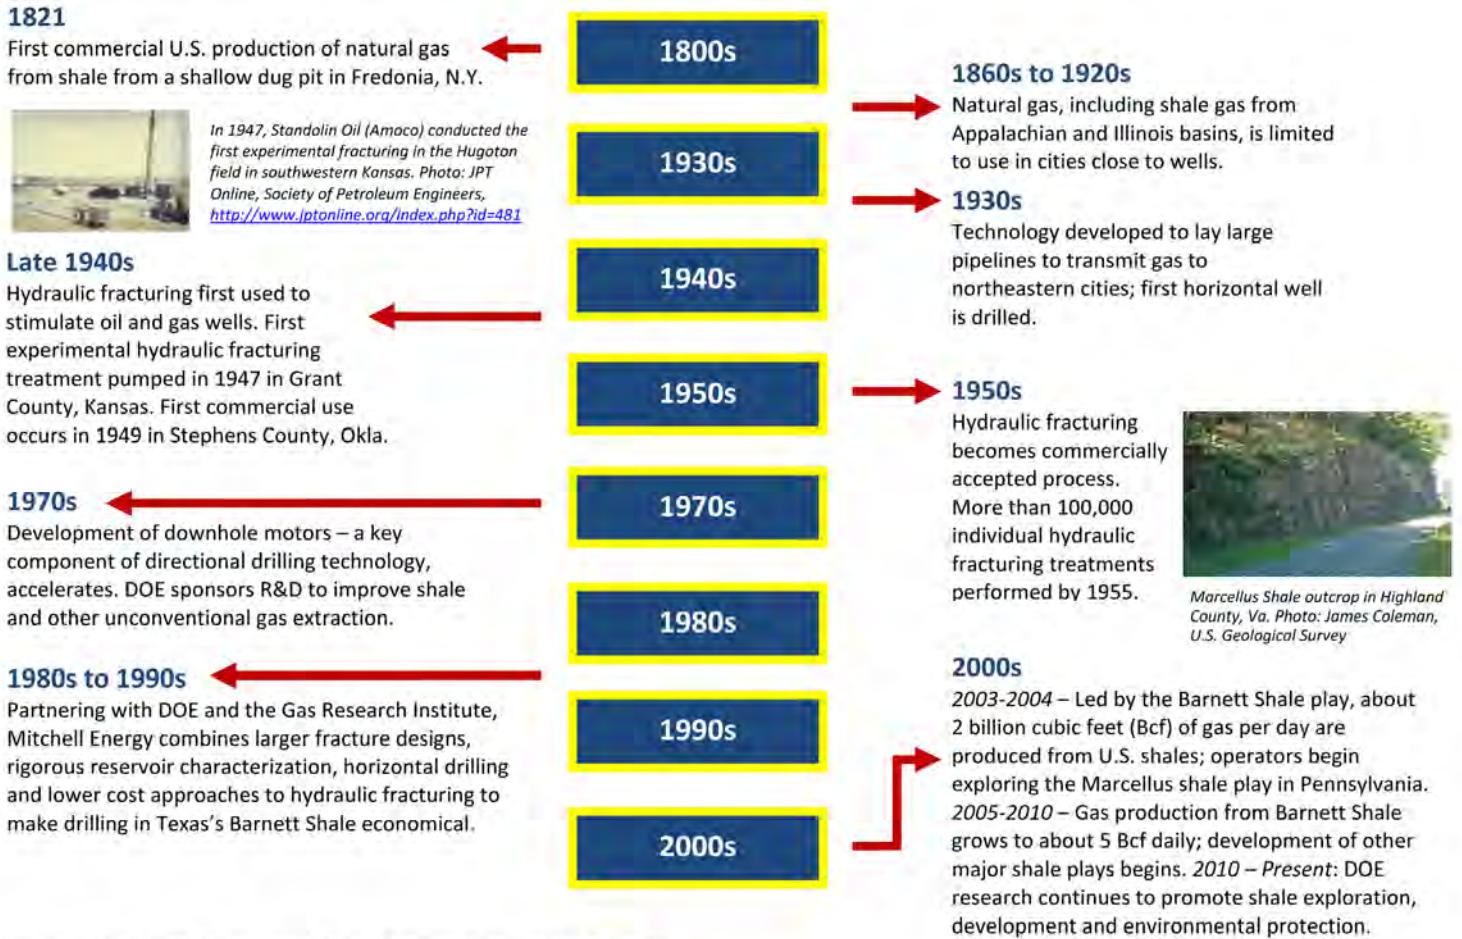 1821
First commercial U.S. production of natural gas
from shale from a shallow dug pit in Fredonia, N.Y.
In 1947, Standolin Oil (Amoco) conducted the
first experimental fracturing in the Hugoton
field in southwestern Kansas. Photo: JPT
Online, Society of Petroleum Engineers,
http://www.jptonline.org/index.php?id=481
Late 1940s
Hydraulic fracturing first used to
stimulate oil and gas wells. First
experimental hydraulic fracturing
treatment pumped in 1947 in Grant
County, Kansas. First commercial use
occurs in 1949 in Stephens County, Okla.
1970s
Development of downhole motors – a key
component of directional drilling technology,
accelerates. DOE sponsors R&D to improve shale
and other unconventional gas extraction.
1980s to 1990s
Partnering with DOE and the Gas Research Institute,
Mitchell Energy combines larger fracture designs,
rigorous reservoir characterization, horizontal drilling
and lower cost approaches to hydraulic fracturing to
make drilling in Texas's Barnett Shale economical.
1800s
1930s
1940s
1950s
1970s
1980s
1990s
2000s
1860s to 1920s
Natural gas, including shale gas from
Appalachian and Illinois basins, is limited
to use in cities close to wells.
1930s
Technology developed to lay large
pipelines to transmit gas to
northeastern cities; first horizontal well
is drilled.
1950s
Hydraulic fracturing
becomes commercially
accepted process.
More than 100,000
individual hydraulic
fracturing treatments
performed by 1955.
Marcellus Shale outcrop in Highland
County, Va. Photo: James Coleman,
U.S. Geological Survey
2000s
2003-2004 – Led by the Barnett Shale play, about
2 billion cubic feet (Bcf) of gas per day are
produced from U.S. shales; operators begin
exploring the Marcellus shale play in Pennsylvania.
2005-2010 – Gas production from Barnett Shale
grows to about 5 Bcf daily; development of other
major shale plays begins. 2010 – Present: DOE
research continues to promote shale exploration,
development and environmental protection.